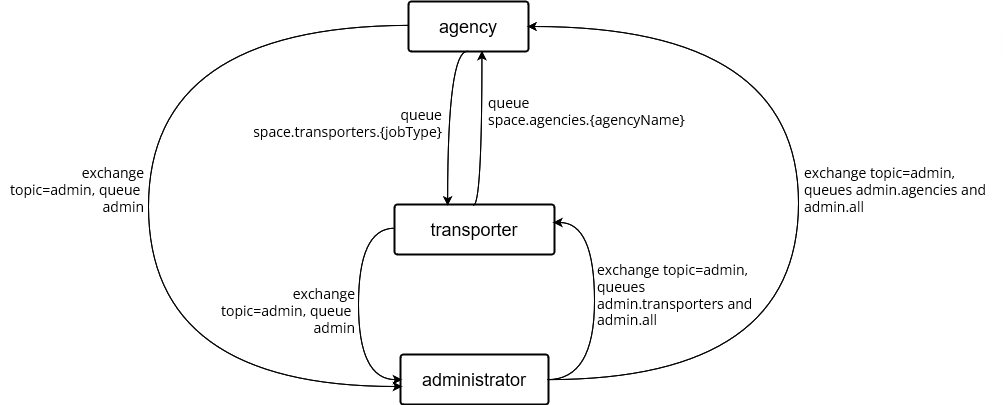 agency
queue
space.transporters.{jobType}
queue
space.agencies.{agencyName}
exchange
topic=admin, queue
admin
exchange topic=admin,
queues admin.agencies and
admin.all
transporter
exchange
topic=admin, queue
admin
exchange topic=admin,
queues
admin.transporters and
admin.all
administrator